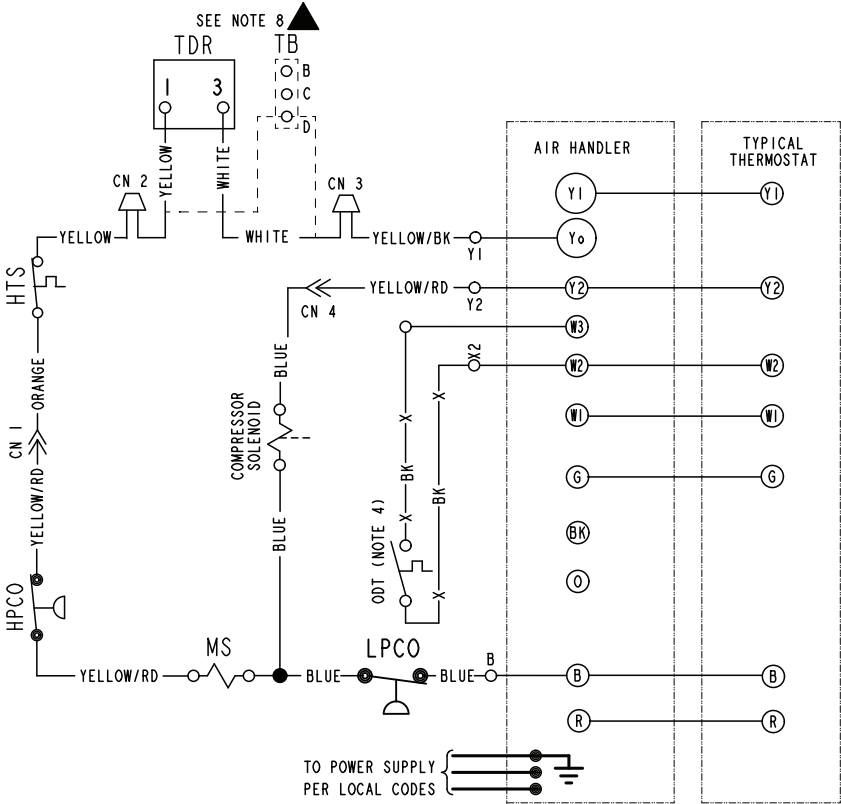 SEE NOTE 8
TDR
TB
B
C
D
1
3
YELLOW
WHITE
CN 2
CN 3
YELLOW
WHITE
YELLOW/BK
Y1
AIR HANDLER
TYPICAL
THERMOSTAT
Y1
Y1
Yo
HTS
YELLOW/RD
Y2
Y2
Y2
CN 4
W3
BLUE
X2
W2
W2
ORANGE
X
X
COMPRESSOR
SOLENOID
W1
W1
CN 1
YELLOW/RD
BK
BK
G
G
X
BLUE
ODT (NOTE 4)
BK
O
X
HPCO
MS
LPCO
YELLOW/RD
BLUE
BLUE
B
B
B
R
R
TO POWER SUPPLY
PER LOCAL CODES